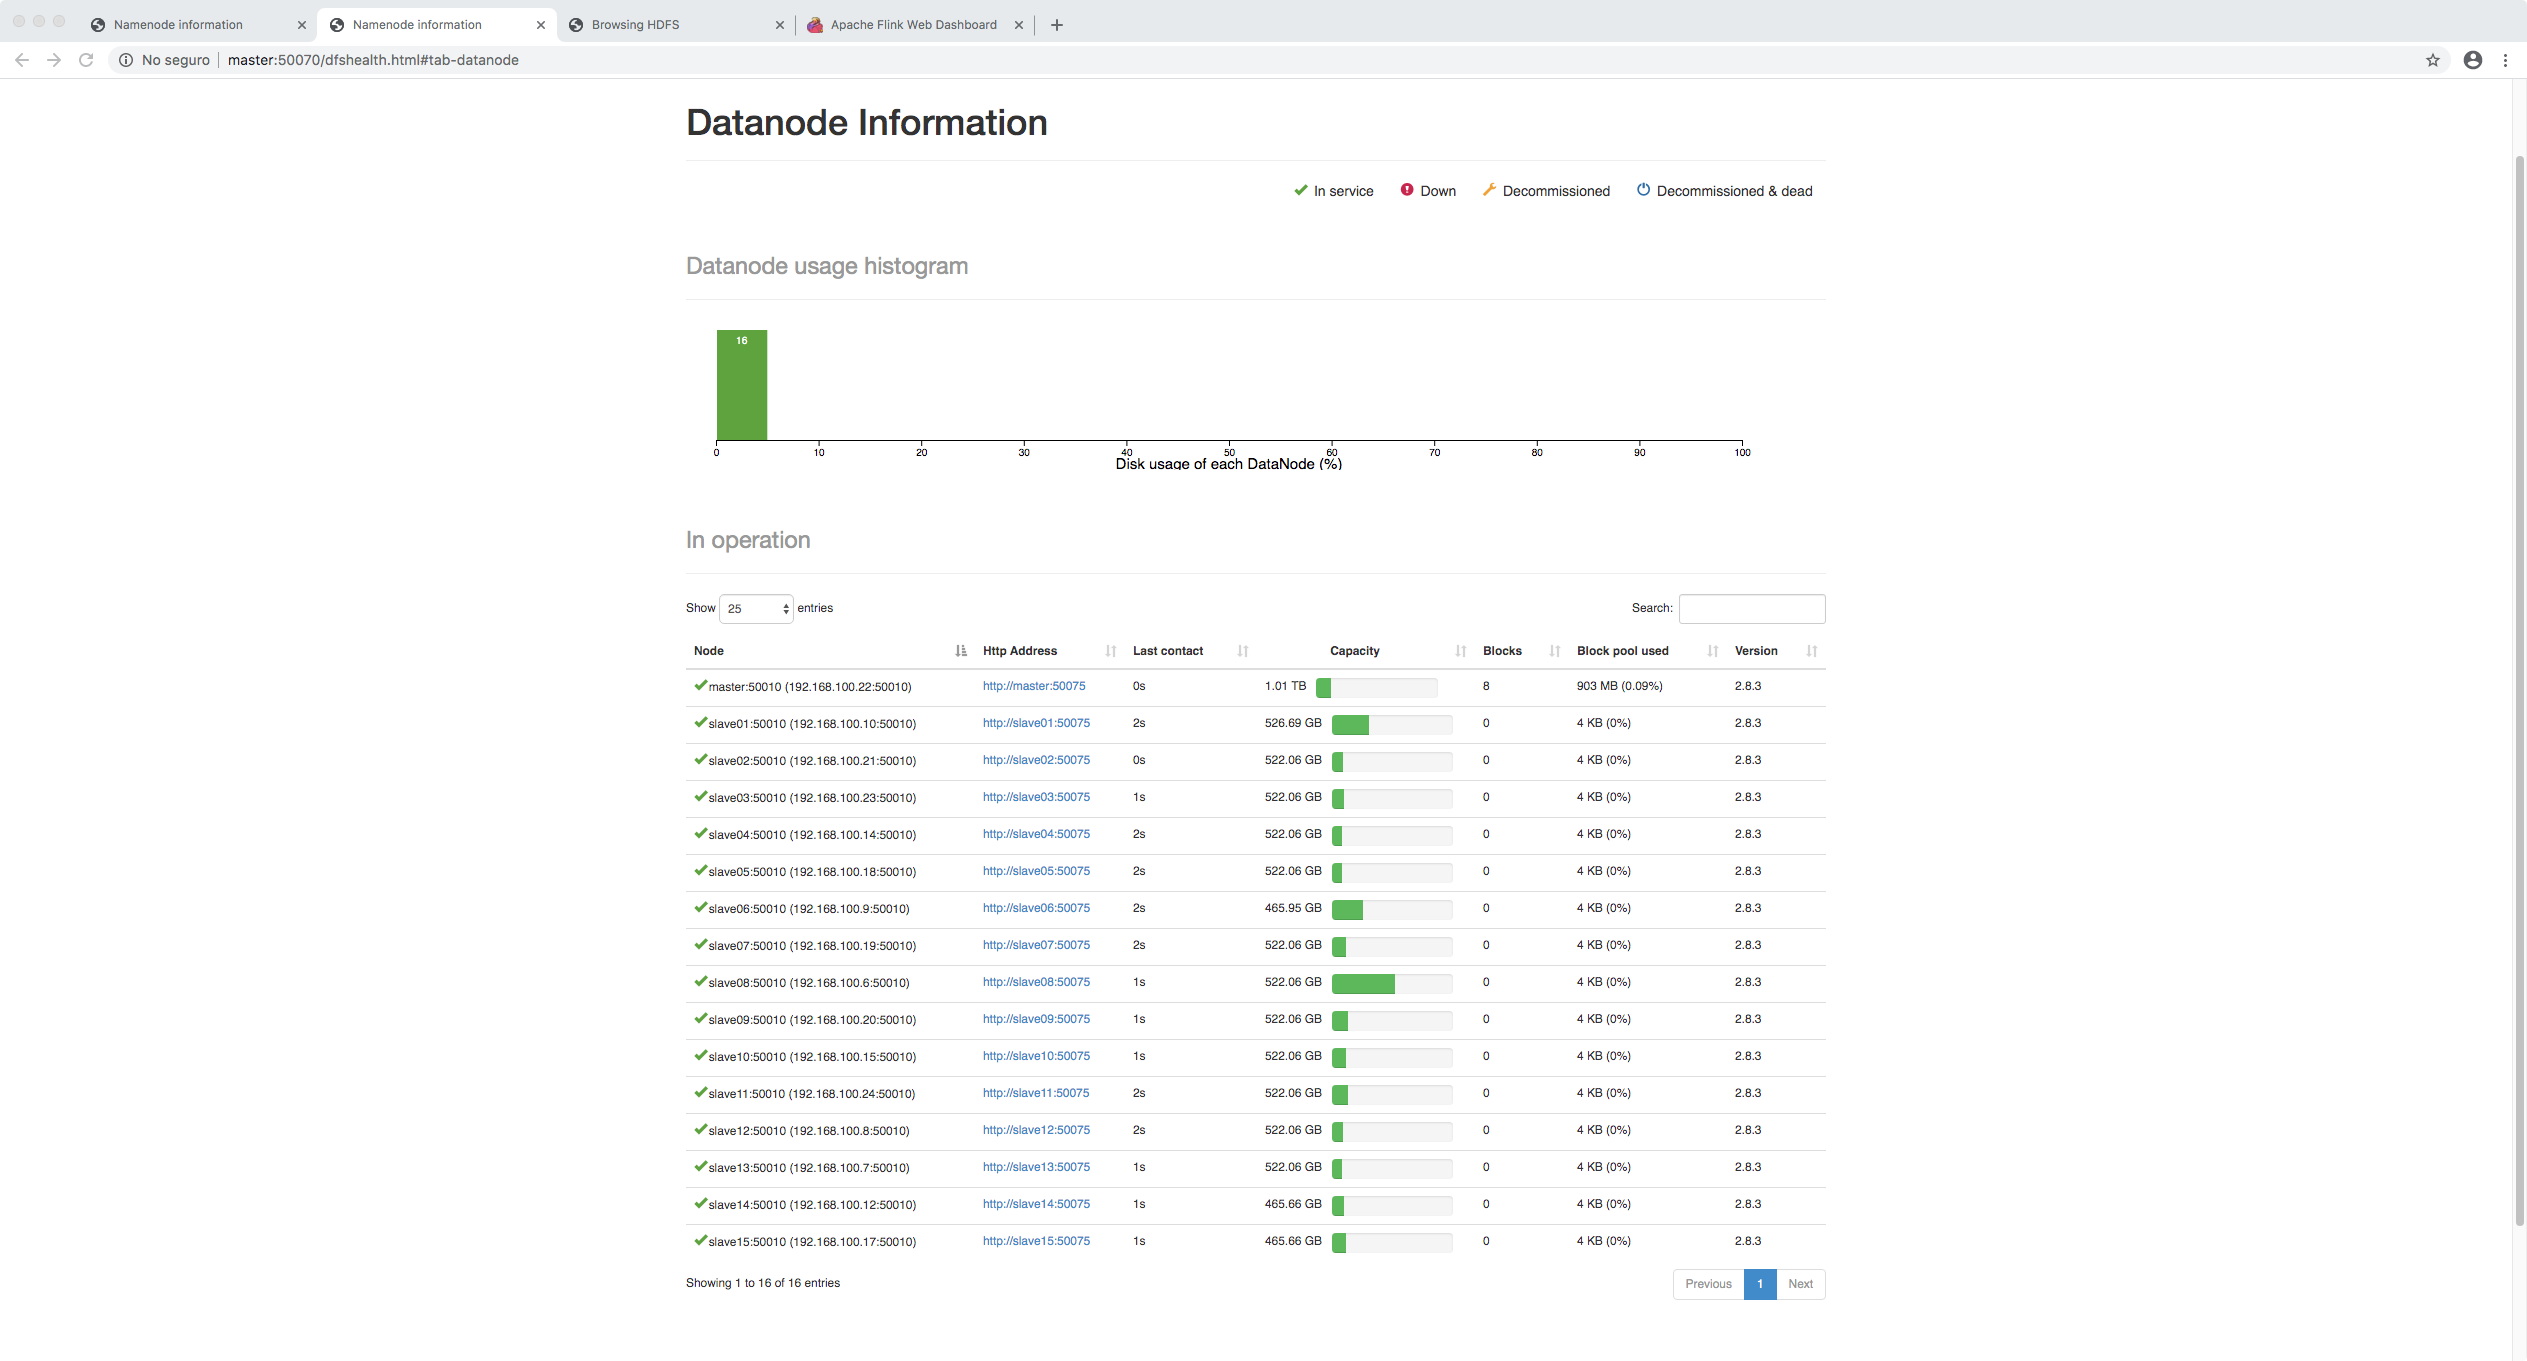 Namenode information
Namenode information
Browsing HDFS
Apache Flink Web Dashboard
No seguro
master:50070/dfshealth.html#tab-datanode
Datanode Information
In service Down Decommissioned Decommissioned & dead
Datanode usage histogram
16
0 10 20 30 40 50 60 70 80 90 100
Disk usage of each DataNode (%)
In operation
Show 25 entries Search:
Node Http Address Last contact Capacity Blocks Block pool used Version
master:50010 (192.168.100.22:50010) http://master:50075 0s 1.01 TB 8 903 MB (0.09%) 2.8.3
slave01:50010 (192.168.100.10:50010) http://slave01:50075 2s 526.69 GB 0 4 KB (0%) 2.8.3
slave02:50010 (192.168.100.21:50010) http://slave02:50075 0s 522.06 GB 0 4 KB (0%) 2.8.3
slave03:50010 (192.168.100.23:50010) http://slave03:50075 1s 522.06 GB 0 4 KB (0%) 2.8.3
slave04:50010 (192.168.100.14:50010) http://slave04:50075 2s 522.06 GB 0 4 KB (0%) 2.8.3
slave05:50010 (192.168.100.18:50010) http://slave05:50075 2s 522.06 GB 0 4 KB (0%) 2.8.3
slave06:50010 (192.168.100.9:50010) http://slave06:50075 2s 465.95 GB 0 4 KB (0%) 2.8.3
slave07:50010 (192.168.100.19:50010) http://slave07:50075 2s 522.06 GB 0 4 KB (0%) 2.8.3
slave08:50010 (192.168.100.6:50010) http://slave08:50075 1s 522.06 GB 0 4 KB (0%) 2.8.3
slave09:50010 (192.168.100.20:50010) http://slave09:50075 1s 522.06 GB 0 4 KB (0%) 2.8.3
slave10:50010 (192.168.100.15:50010) http://slave10:50075 1s 522.06 GB 0 4 KB (0%) 2.8.3
slave11:50010 (192.168.100.24:50010) http://slave11:50075 2s 522.06 GB 0 4 KB (0%) 2.8.3
slave12:50010 (192.168.100.8:50010) http://slave12:50075 2s 522.06 GB 0 4 KB (0%) 2.8.3
slave13:50010 (192.168.100.7:50010) http://slave13:50075 1s 522.06 GB 0 4 KB (0%) 2.8.3
slave14:50010 (192.168.100.12:50010) http://slave14:50075 1s 465.66 GB 0 4 KB (0%) 2.8.3
slave15:50010 (192.168.100.17:50010) http://slave15:50075 1s 465.66 GB 0 4 KB (0%) 2.8.3
Showing 1 to 16 of 16 entries Previous 1 Next